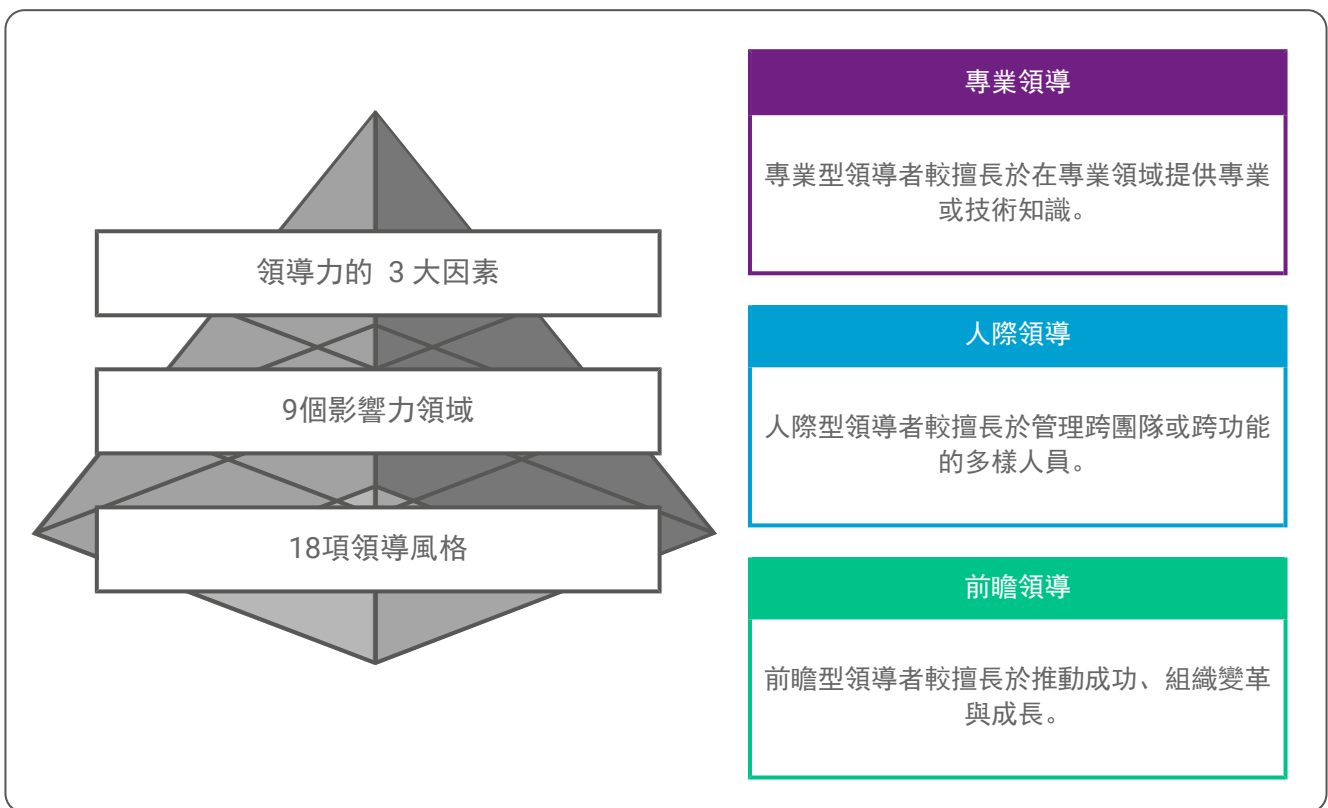 領導力的 3 大因素
9個影響力領域
18項領導風格
專業領導
專業型領導者較擅長於在專業領域提供專業
或技術知識。
人際領導
人際型領導者較擅長於管理跨團隊或跨功能
的多樣人員。
前瞻領導
前瞻型領導者較擅長於推動成功、組織變革
與成長。